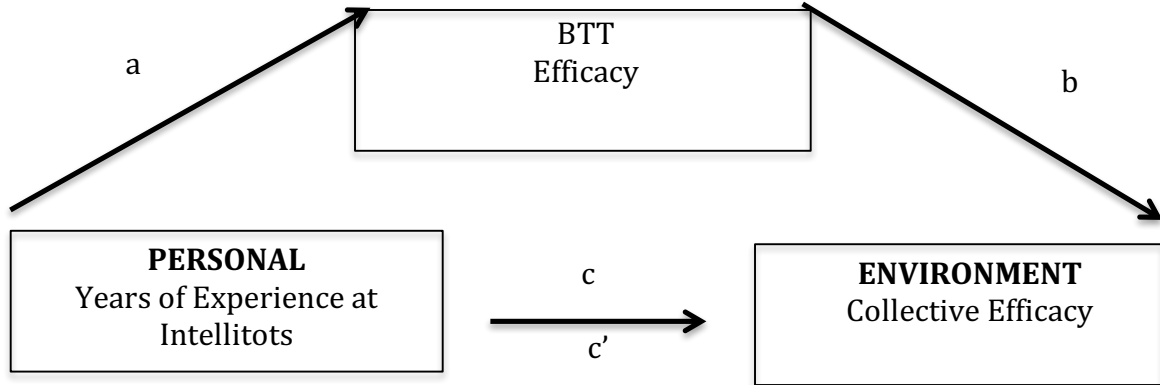 BTT
Efficacy
a
b
PERSONAL
Years of Experience at
Intellitots
c
c’
ENVIRONMENT
Collective Efficacy